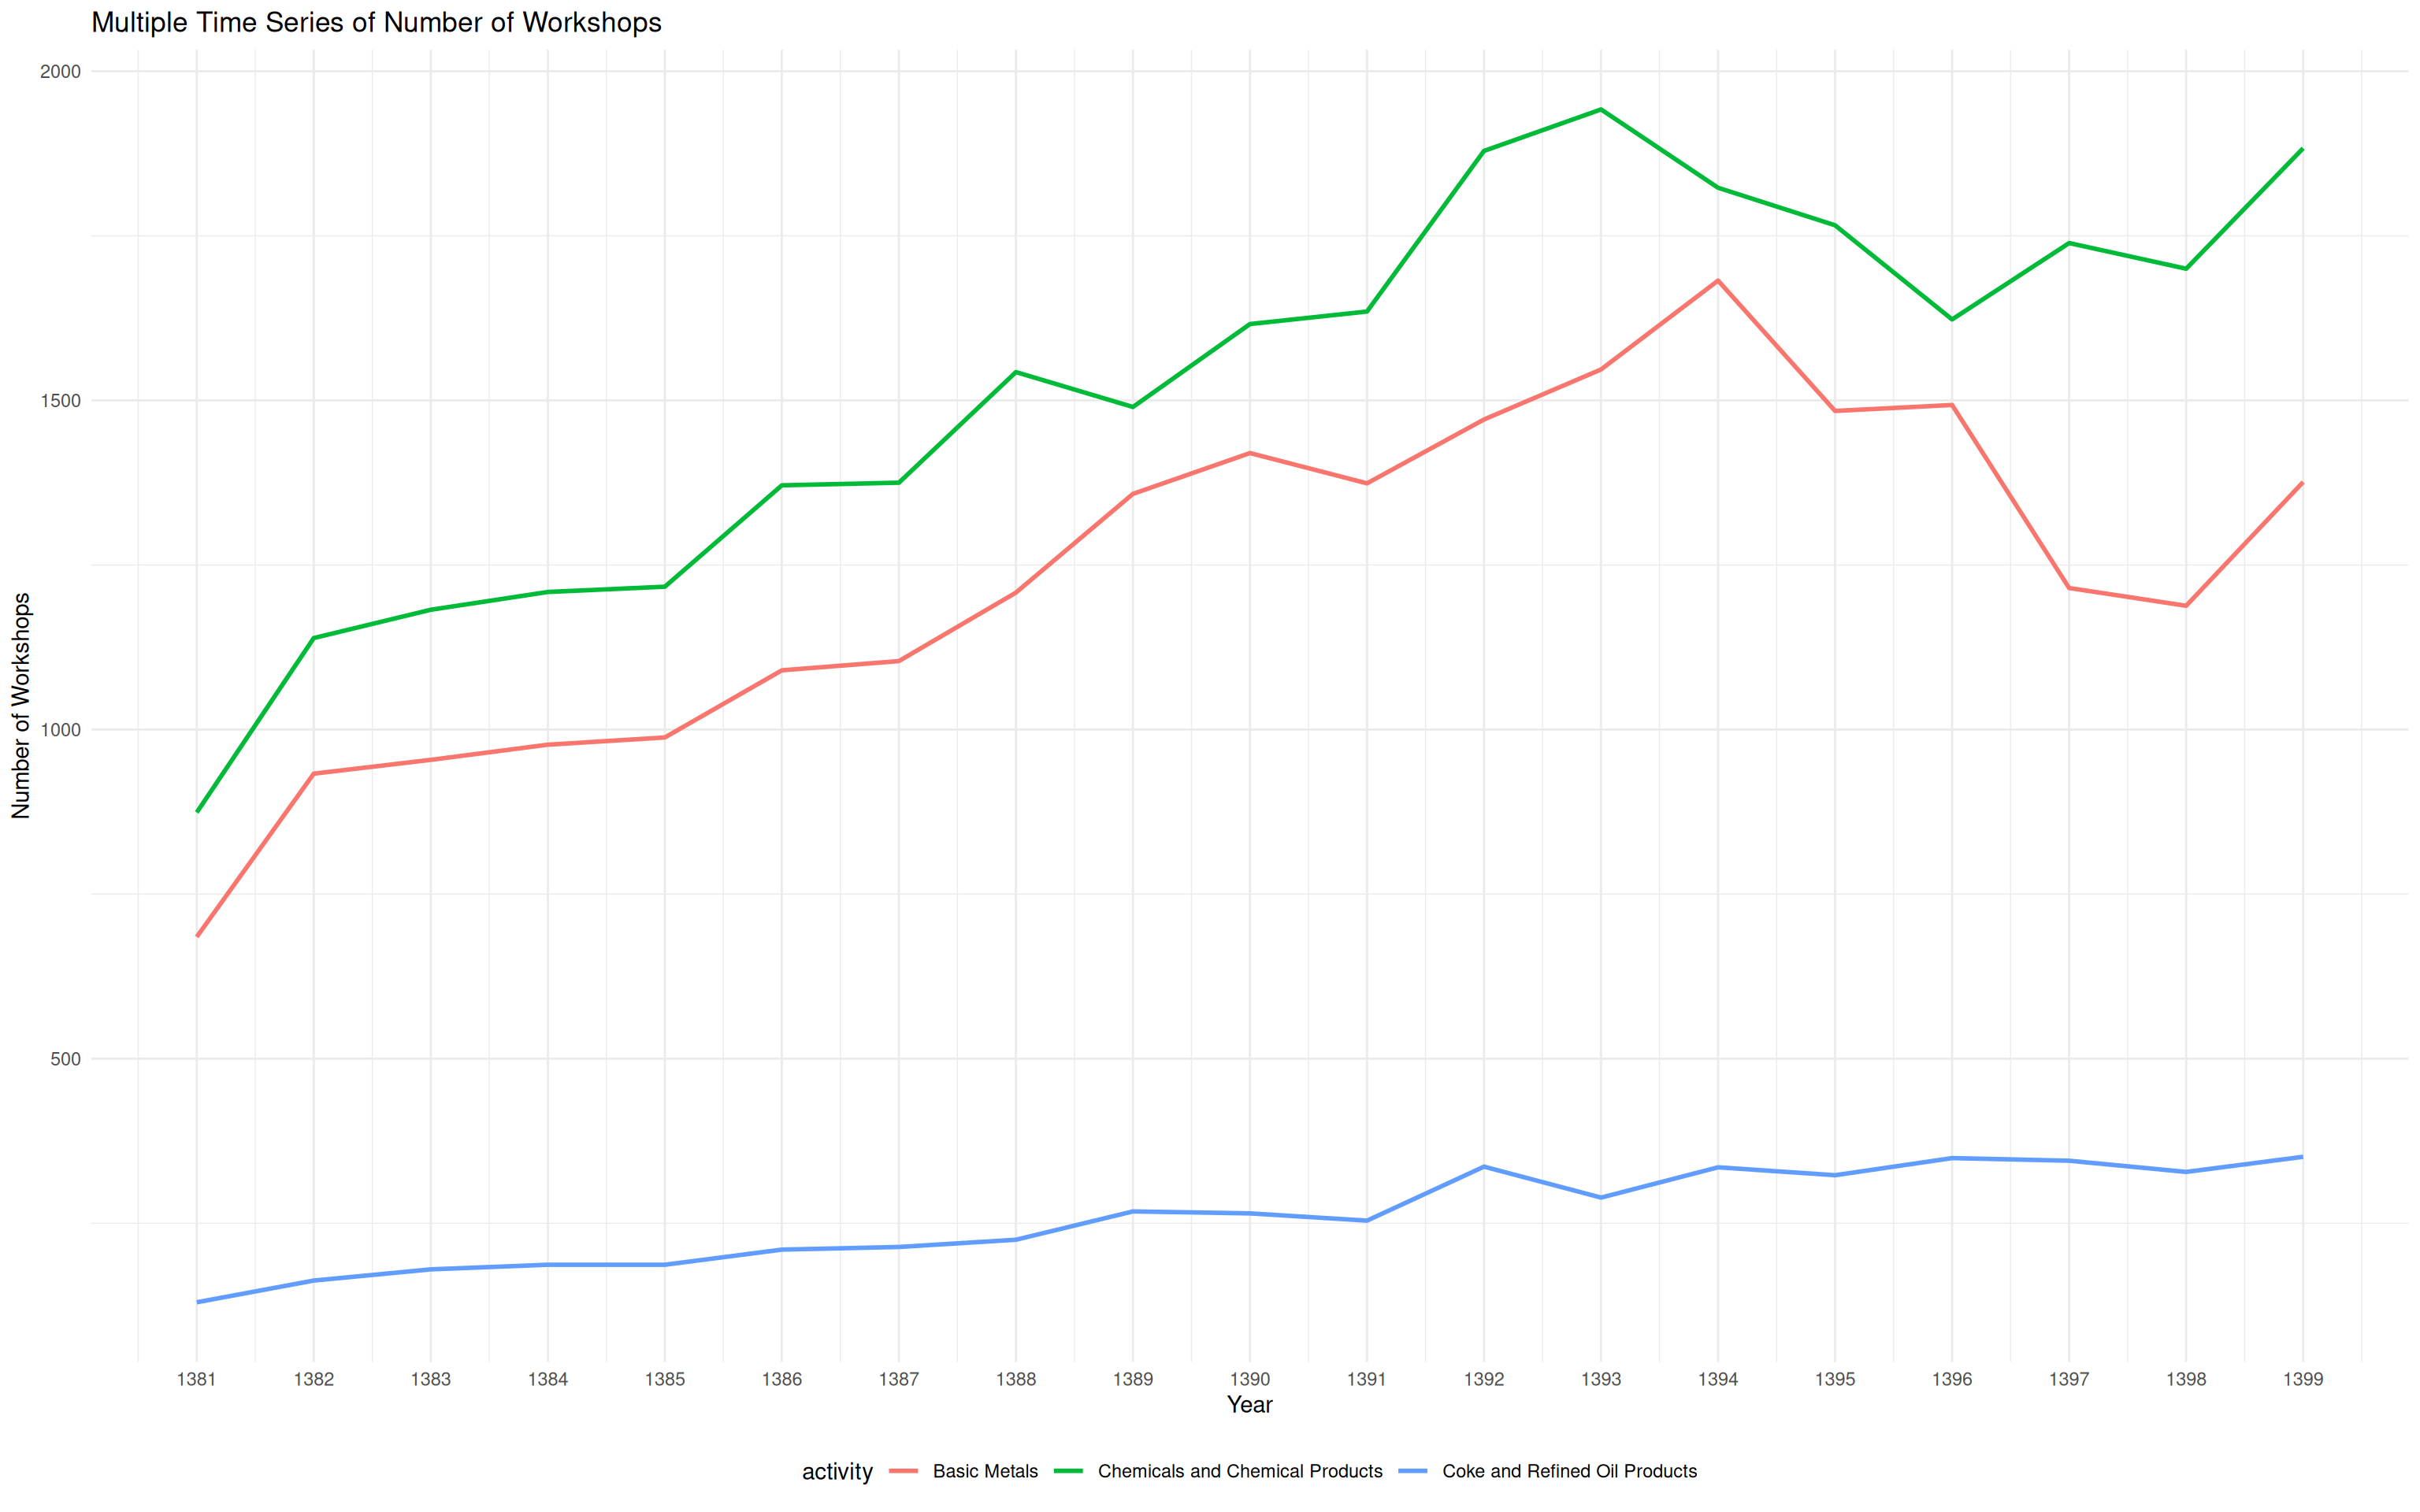 Multiple Time Series of Number of Workshops
Number of Workshops
2000
1500
1000
500
1381 1382 1383 1384 1385 1386 1387 1388 1389 1390 1391 1392 1393 1394 1395 1396 1397 1398 1399
Year
activity Basic Metals Chemicals and Chemical Products Coke and Refined Oil Products